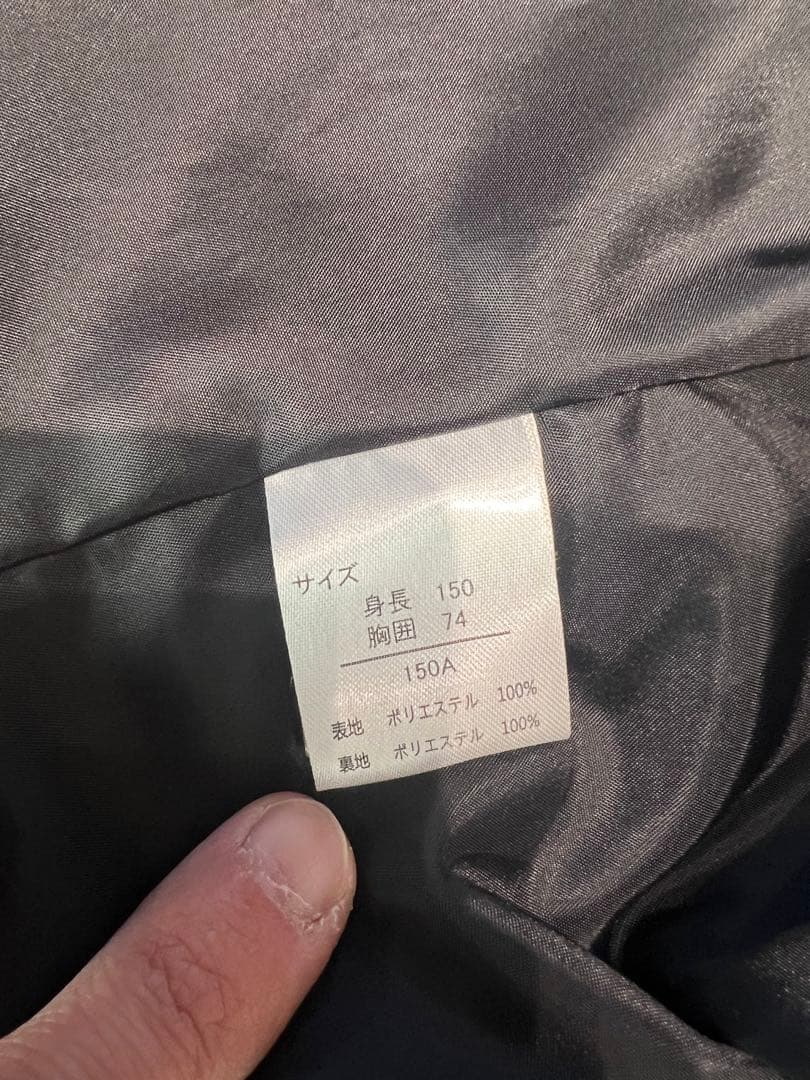 サイズ
身長 150
胸囲 74
150A
表地 ポリエステル 100%
裏地 ポリエステル 100%